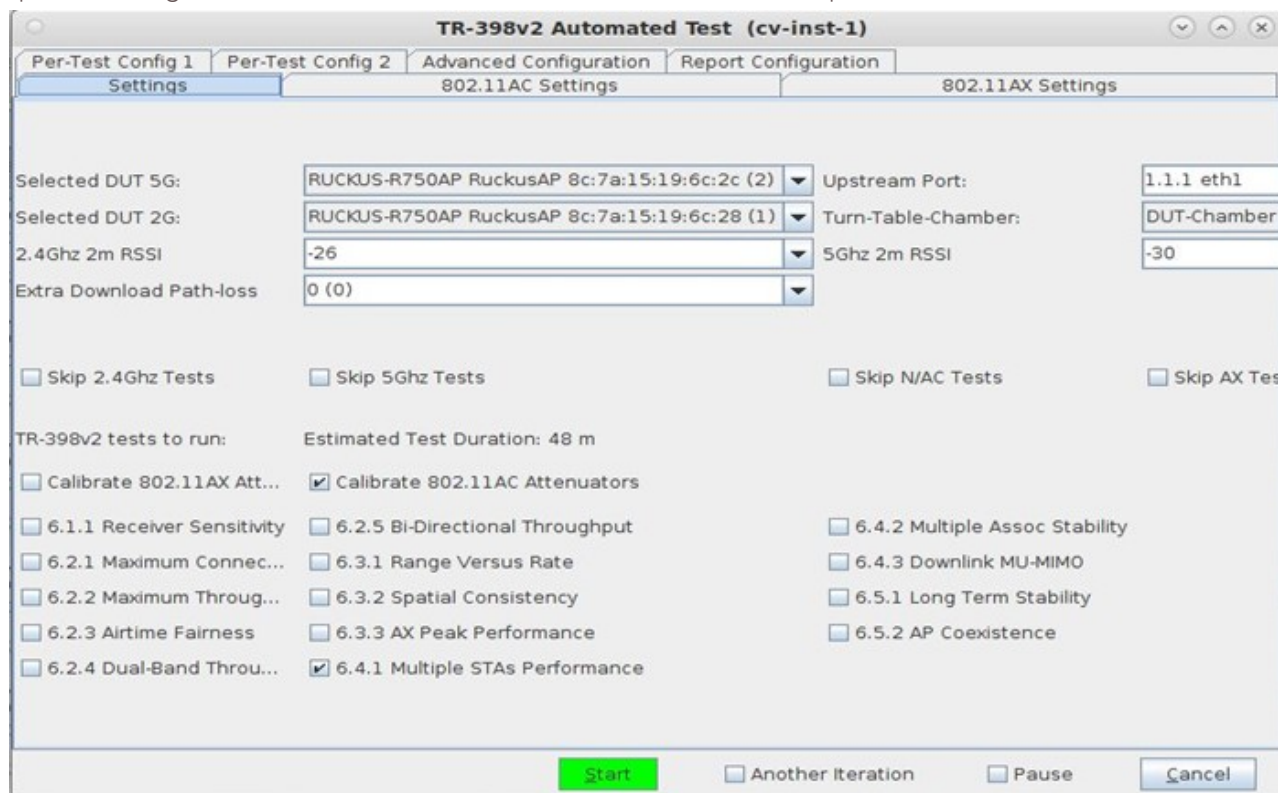 TR-398v2 Automated Test (cv-inst-1)
Per-Test Config 1 Per-Test Config 2 Advanced Configuration Report Configuration
Settings 802.11AC Settings 802.11AX Settings
Selected DUT 5G: RUCKUS-R750AP RuckusAP 8c:7a:15:19:6c:2c (2) Upstream Port: 1.1.1 eth1
Selected DUT 2G: RUCKUS-R750AP RuckusAP 8c:7a:15:19:6c:28 (1) Turn-Table-Chamber: DUT-Chamber
2.4Ghz 2m RSSI -26 5Ghz 2m RSSI -30
Extra Download Path-loss 0 (0)
Skip 2.4Ghz Tests Skip 5Ghz Tests Skip N/AC Tests Skip AX Tes
TR-398v2 tests to run: Estimated Test Duration: 48 m
Calibrate 802.11AX Att... Calibrate 802.11AC Attenuators
6.1.1 Receiver Sensitivity 6.2.5 Bi-Directional Throughput 6.4.2 Multiple Assoc Stability
6.2.1 Maximum Connec... 6.3.1 Range Versus Rate 6.4.3 Downlink MU-MIMO
6.2.2 Maximum Throug... 6.3.2 Spatial Consistency 6.5.1 Long Term Stability
6.2.3 Airtime Fairness 6.3.3 AX Peak Performance 6.5.2 AP Coexistence
6.2.4 Dual-Band Throu... 6.4.1 Multiple STAs Performance
Start Another Iteration Pause Cancel